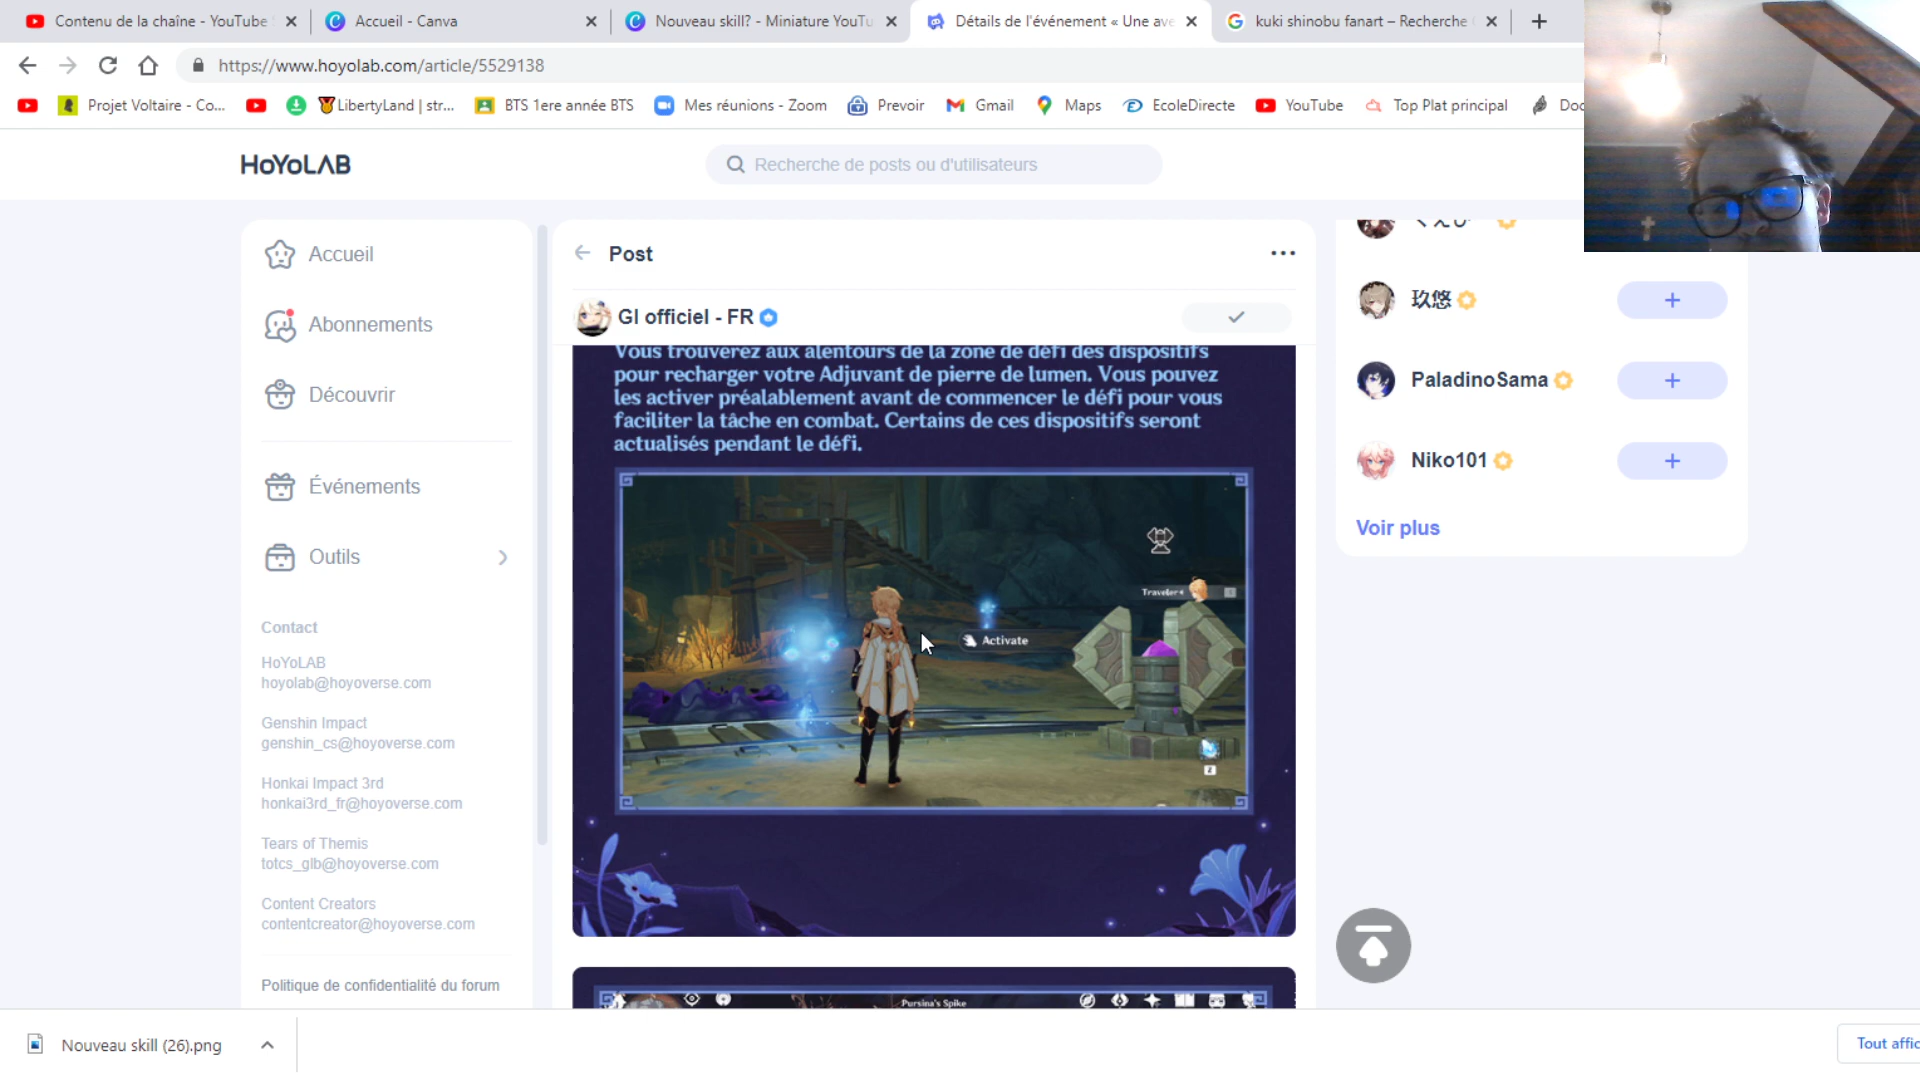 Contenu de la chaîne - YouTube
Accueil - Canva
Nouveau skill? - Miniature YouTu
Détails de l'événement « Une ave
kuki shinobu fanart – Recherche
https://www.hoyolab.com/article/5529138
Projet Voltaire - Co...
LibertyLand | str...
BTS 1ere année BTS
Mes réunions - Zoom
Prevoir
Gmail
Maps
EcoleDirecte
YouTube
Top Plat principal
Doc
HoYoLAB
Recherche de posts ou d'utilisateurs
Accueil
Abonnements
Découvrir
Événements
Outils
Contact
HoYoLAB
hoyolab@hoyoverse.com
Genshin Impact
genshin_cs@hoyoverse.com
Honkai Impact 3rd
honkai3rd_fr@hoyoverse.com
Tears of Themis
totcs_glb@hoyoverse.com
Content Creators
contentcreator@hoyoverse.com
Politique de confidentialité du forum
Post
GI officiel - FR
Vous trouverez aux alentours de la zone de défi des dispositifs
pour recharger votre Adjuvant de pierre de lumen. Vous pouvez
les activer préalablement avant de commencer le défi pour vous
faciliter la tâche en combat. Certains de ces dispositifs seront
actualisés pendant le défi.
Traveler
Activate
Pursina's Spike
玖悠
PaladinoSama
Niko101
Voir plus
Nouveau skill (26).png
Tout affic